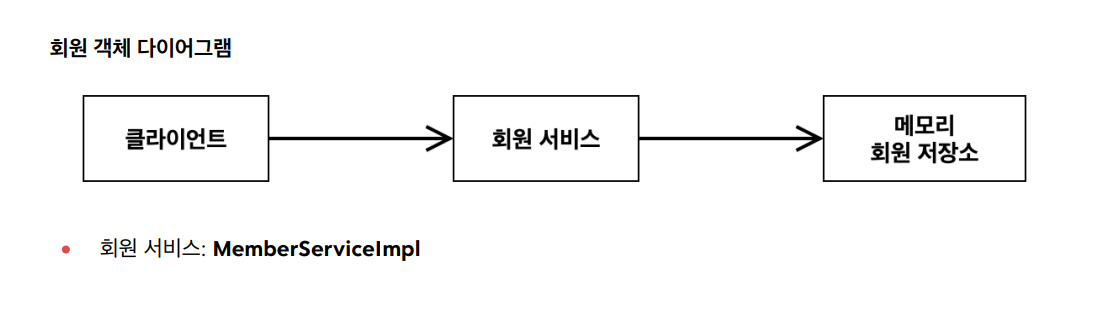 회원 객체 다이어그램
클라이언트
회원 서비스
메모리
회원 저장소
회원 서비스: MemberServiceImpl